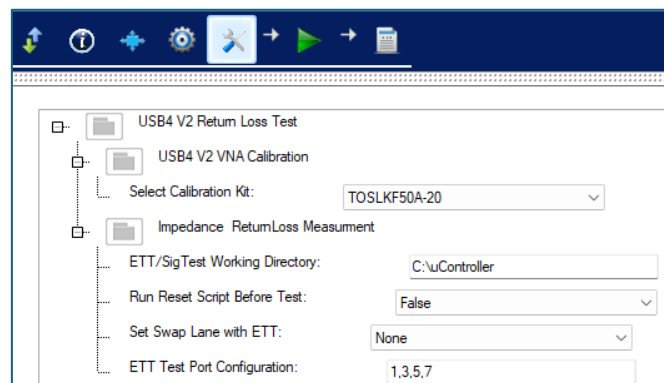 USB4 V2 Return Loss Test
USB4 V2 VNA Calibration
Select Calibration Kit: TOSLKF50A-20
Impedance ReturnLoss Measurment
ETT/SigTest Working Directory: C:\uController
Run Reset Script Before Test: False
Set Swap Lane with ETT: None
ETT Test Port Configuration: 1,3,5,7